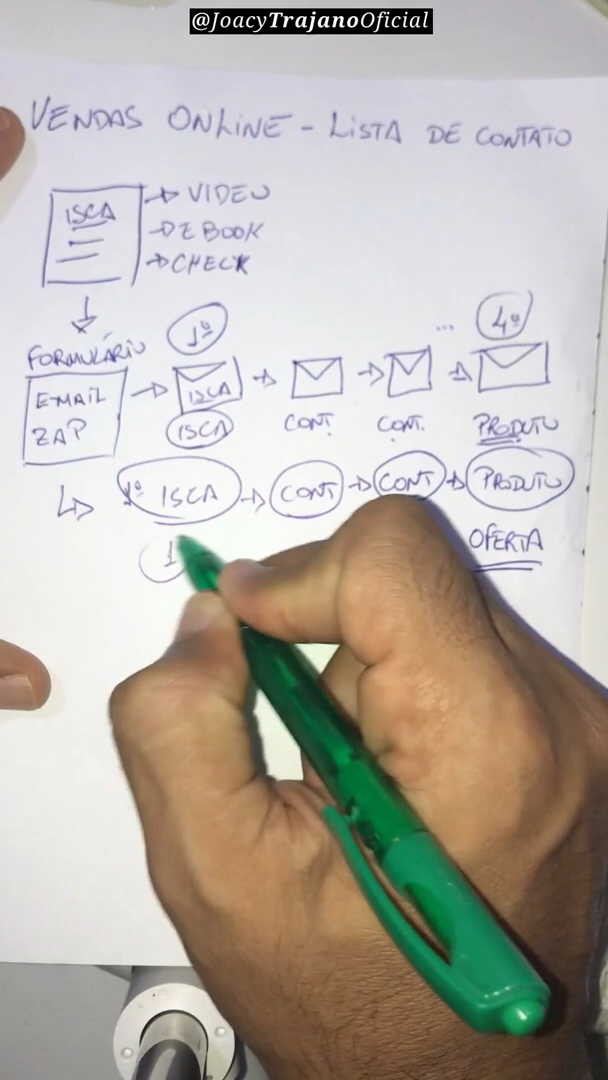 @JoacyTrajanoOficial
VENDAS ONLINE - LISTA DE CONTATO
ISCA
VIDEO
EBOOK
CHECK
FORMULÁRIO
EMAIL
ZAP
1º
4º
...
ISCA
ISCA
CONT.
CONT.
PRODUTO
1º ISCA
CONT
CONT
PRODUTO
OFERTA
1